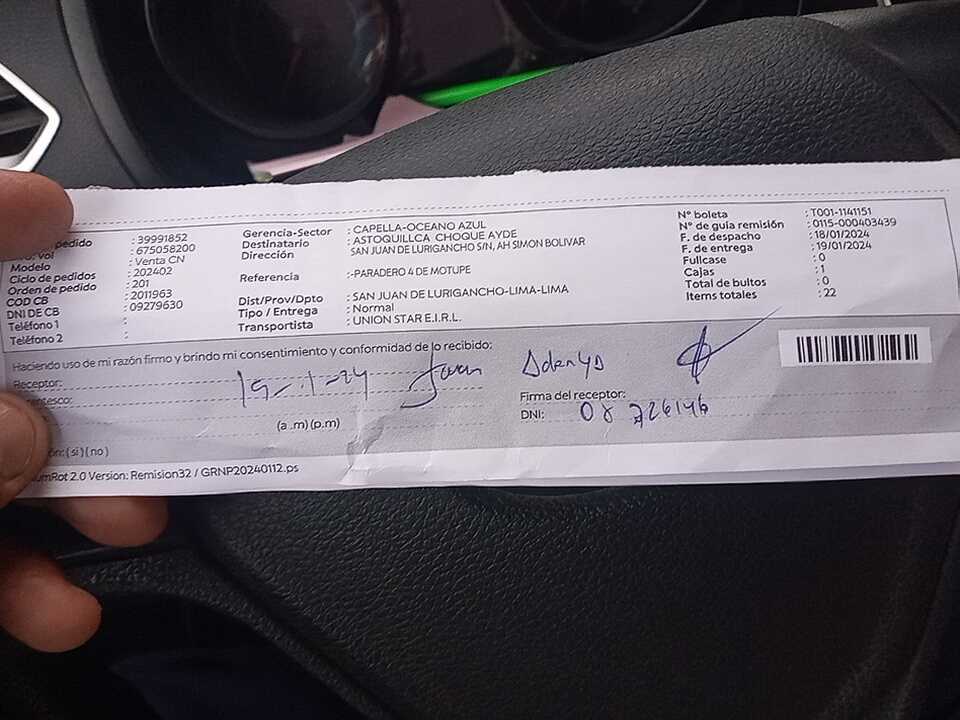 pedido : 39991852
: 675058200
Modelo : Venta CN
Ciclo de pedidos : 202402
Orden de pedido : 201
COD CB : 2011963
DNI DE CB : 09279630
Teléfono 1 :
Teléfono 2 :
Gerencia-Sector : CAPELLA-OCEANO AZUL
Destinatario : ASTOQUILLCA CHOQUE AYDE
Dirección SAN JUAN DE LURIGANCHO S/N, AH SIMON BOLIVAR
Referencia :-PARADERO 4 DE MOTUPE
Dist/Prov/Dpto : SAN JUAN DE LURIGANCHO-LIMA-LIMA
Tipo / Entrega : Normal
Transportista : UNION STAR E.I.R.L.
N° boleta : T001-1141151
N° de guia remisión : 0115-000403439
F. de despacho : 18/01/2024
F. de entrega : 19/01/2024
Fullcase : 0
Cajas : 1
Total de bultos : 0
Items totales : 22
Haciendo uso de mi razón firmo y brindo mi consentimiento y conformidad de lo recibido:
Receptor: 19-1-24
(a .m) (p.m)
Firma del receptor:
DNI: 08 726146
( si ) ( no )
2.0 Version: Remision32 / GRNP20240112.ps